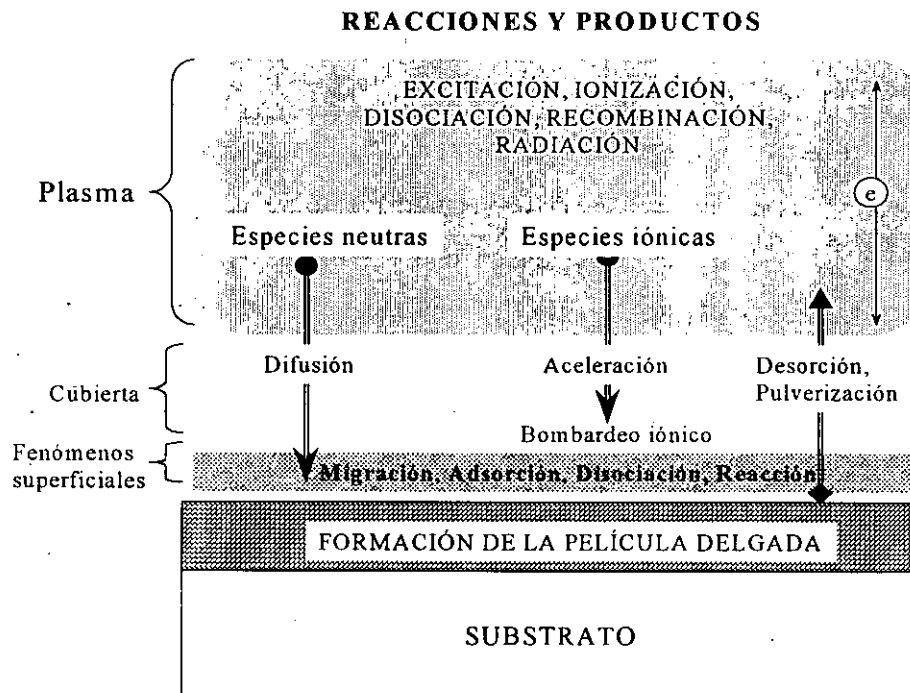 REACCIONES Y PRODUCTOS
EXCITACIÓN, IONIZACIÓN,
DISOCIACIÓN, RECOMBINACIÓN,
RADIACIÓN
Plasma
e
Especies neutras
Especies iónicas
Difusión
Aceleración
Desorción,
Pulverización
Cubierta
Bombardeo iónico
Fenómenos
superficiales
Migración, Adsorción, Disociación, Reacción
FORMACIÓN DE LA PELÍCULA DELGADA
SUBSTRATO